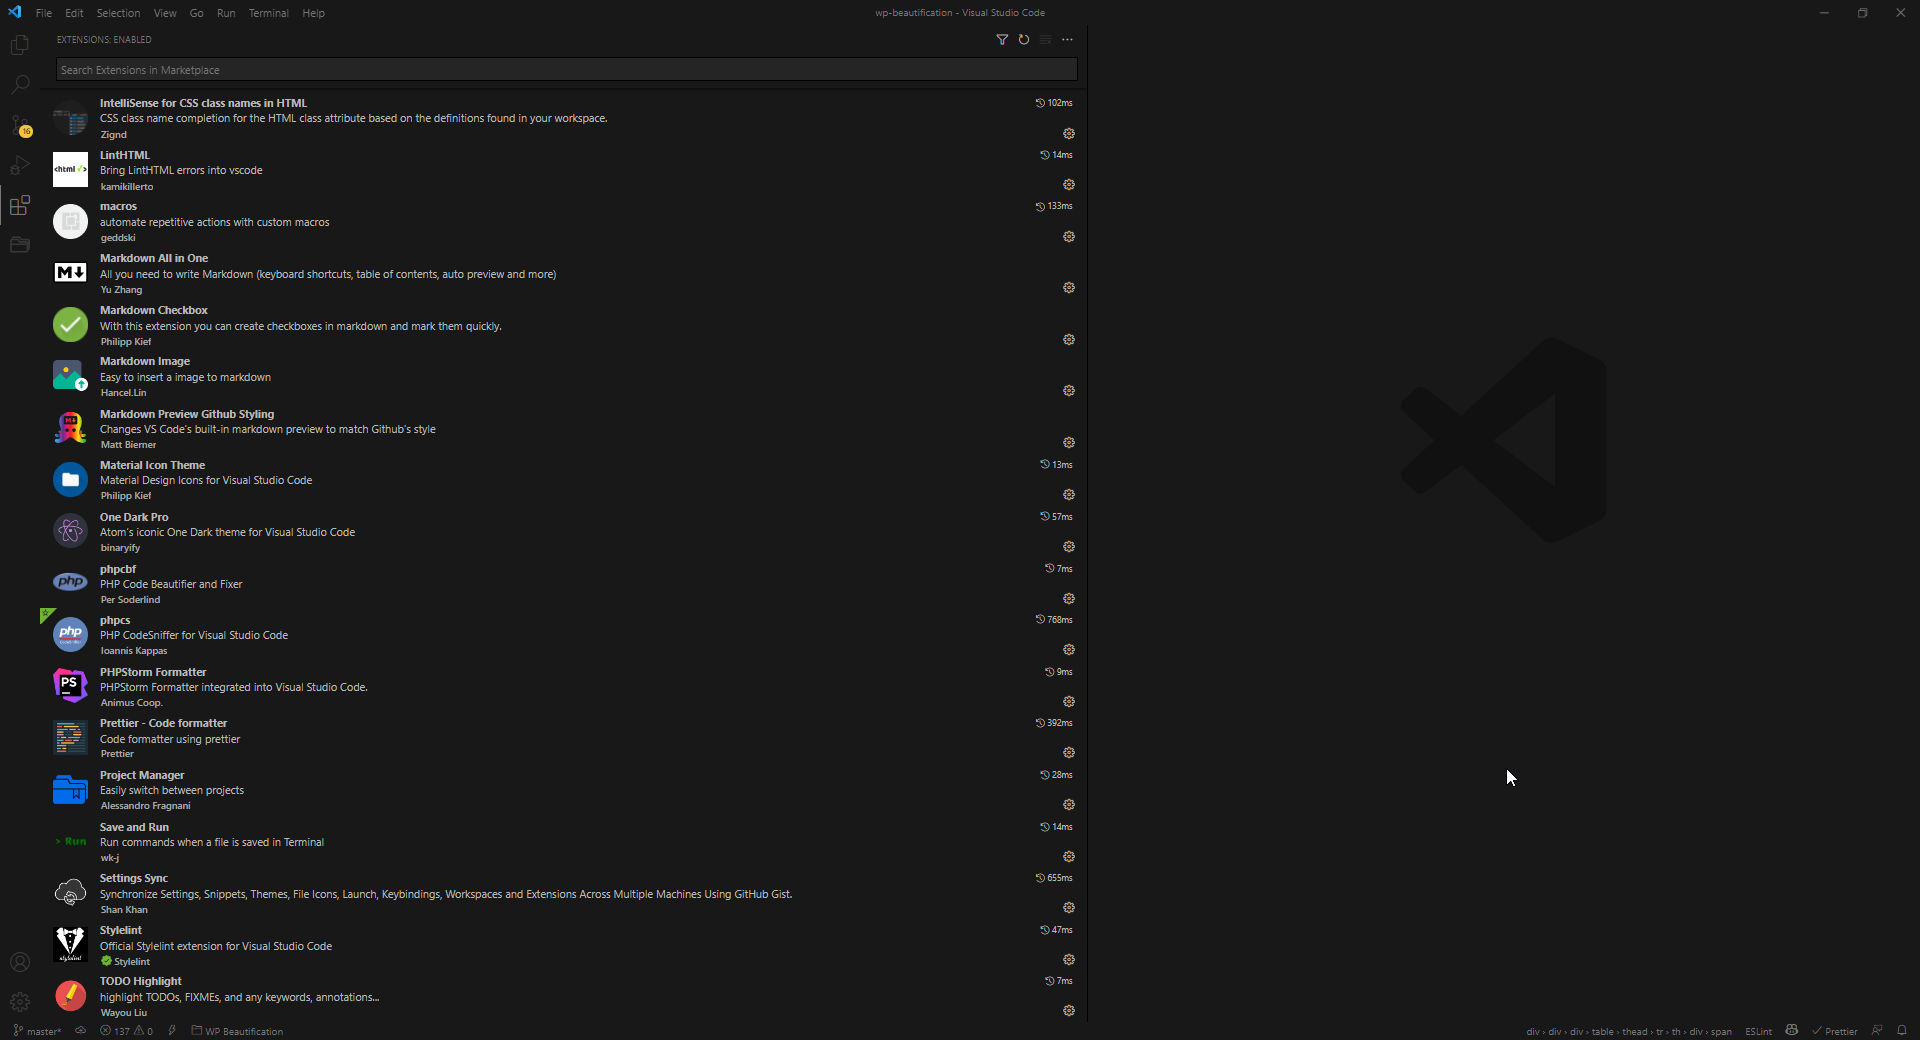 File Edit Selection View Go Run Terminal Help
wp-beautification - Visual Studio Code
EXTENSIONS: ENABLED
Search Extensions in Marketplace
16
IntelliSense for CSS class names in HTML 102ms
CSS class name completion for the HTML class attribute based on the definitions found in your workspace.
Zignd
<html ✓>
LintHTML 14ms
Bring LintHTML errors into vscode
kamikillerto
macros 133ms
automate repetitive actions with custom macros
geddski
M↓
Markdown All in One
All you need to write Markdown (keyboard shortcuts, table of contents, auto preview and more)
Yu Zhang
Markdown Checkbox
With this extension you can create checkboxes in markdown and mark them quickly.
Philipp Kief
Markdown Image
Easy to insert a image to markdown
Hancel.Lin
Markdown Preview Github Styling
Changes VS Code's built-in markdown preview to match Github's style
Matt Bierner
Material Icon Theme 13ms
Material Design Icons for Visual Studio Code
Philipp Kief
One Dark Pro 57ms
Atom's iconic One Dark theme for Visual Studio Code
binaryify
php
phpcbf 7ms
PHP Code Beautifier and Fixer
Per Soderlind
php
phpcs 768ms
PHP CodeSniffer for Visual Studio Code
Ioannis Kappas
PS
PHPStorm Formatter 9ms
PHPStorm Formatter integrated into Visual Studio Code.
Animus Coop.
Prettier - Code formatter 392ms
Code formatter using prettier
Prettier
Project Manager 28ms
Easily switch between projects
Alessandro Fragnani
> Run
Save and Run 14ms
Run commands when a file is saved in Terminal
wk-j
Settings Sync 655ms
Synchronize Settings, Snippets, Themes, File Icons, Launch, Keybindings, Workspaces and Extensions Across Multiple Machines Using GitHub Gist.
Shan Khan
stylelint
Stylelint 47ms
Official Stylelint extension for Visual Studio Code
Stylelint
TODO Highlight 7ms
highlight TODOs, FIXMEs, and any keywords, annotations...
Wayou Liu
master* 137 0 WP Beautification div › div › div › table › thead › tr › th › div › span ESLint Prettier